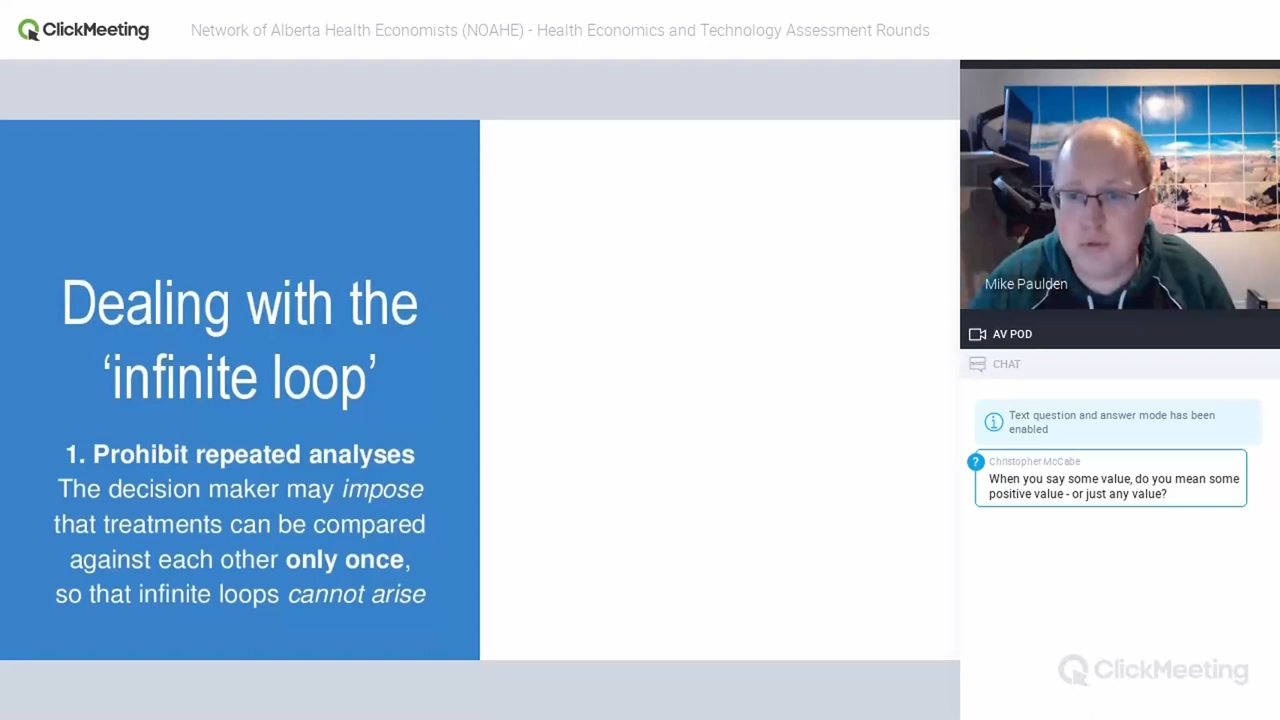 ClickMeeting
Network of Alberta Health Economists (NOAHE) - Health Economics and Technology Assessment Rounds
Dealing with the
‘infinite loop’
1. Prohibit repeated analyses
The decision maker may impose
that treatments can be compared
against each other only once,
so that infinite loops cannot arise
Mike Paulden
AV POD
CHAT
Text question and answer mode has been
enabled
?
Christopher McCabe
When you say some value, do you mean some
positive value - or just any value?
ClickMeeting